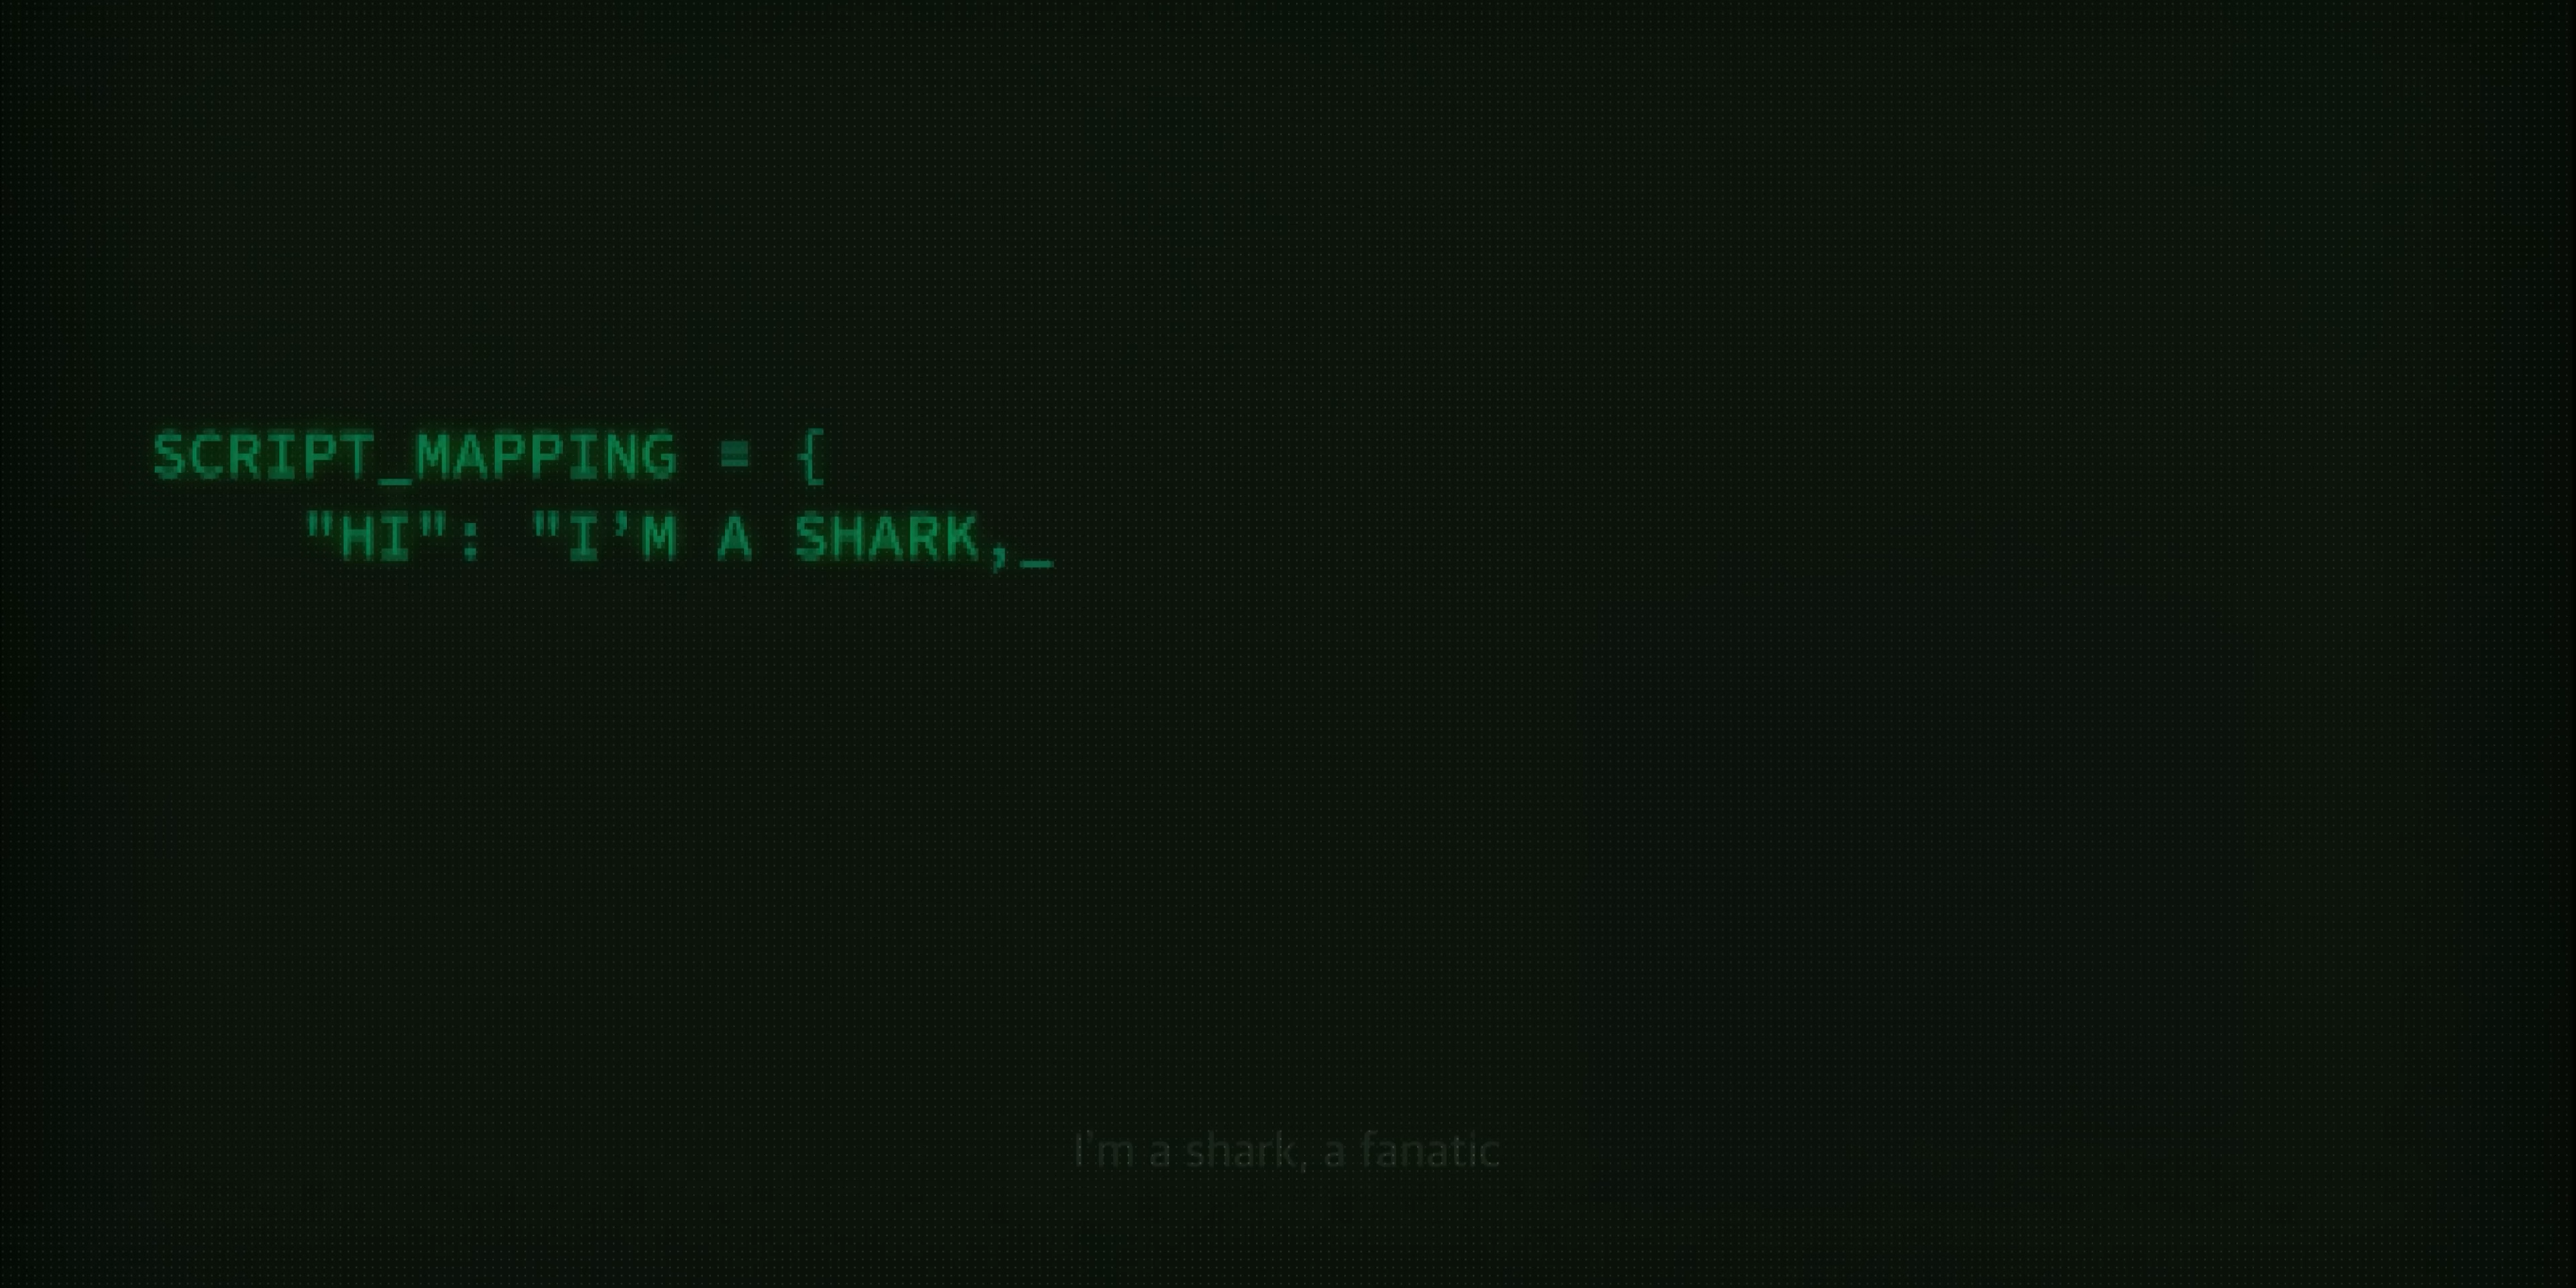 SCRIPT_MAPPING = {
    "HI": "I’M A SHARK,_
I’m a shark, a fanatic